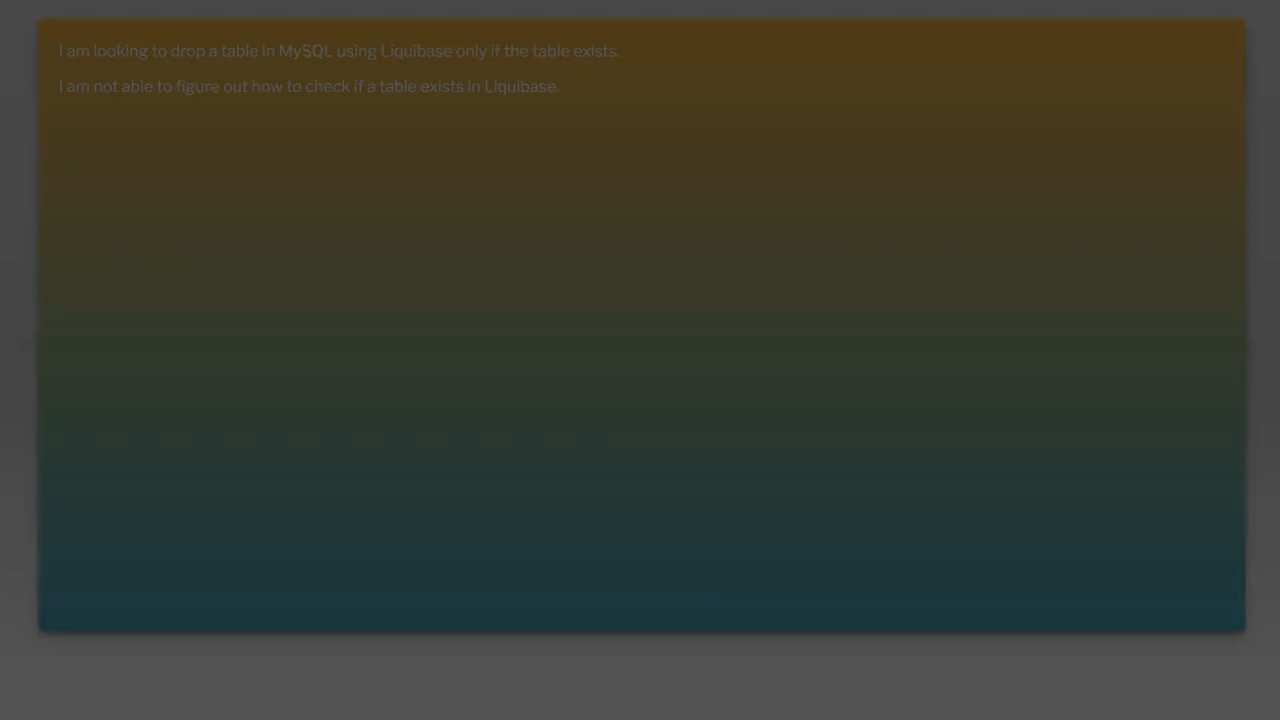 I am looking to drop a table in MySQL using Liquibase only if the table exists.
I am not able to figure out how to check if a table exists in Liquibase.